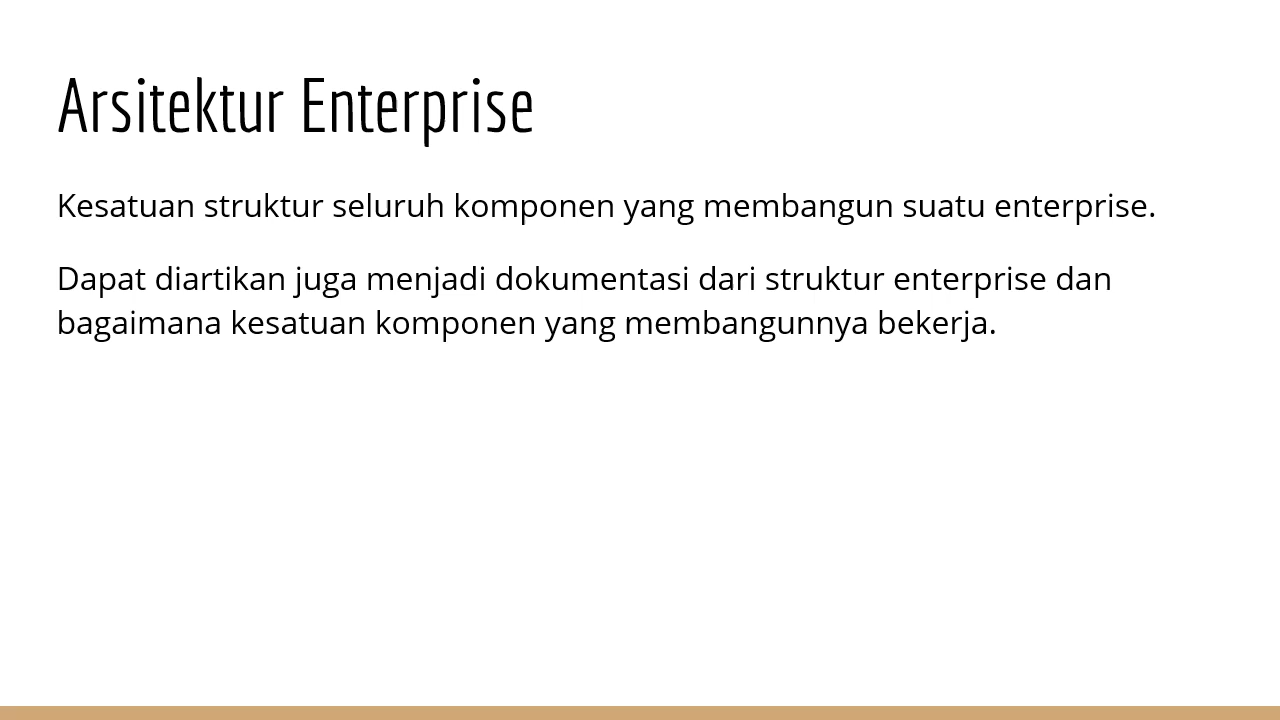 Arsitektur Enterprise
Kesatuan struktur seluruh komponen yang membangun suatu enterprise.
Dapat diartikan juga menjadi dokumentasi dari struktur enterprise dan
bagaimana kesatuan komponen yang membangunnya bekerja.